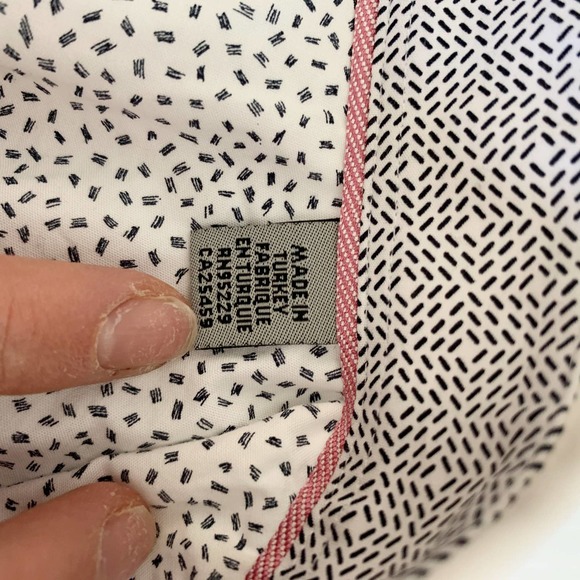 MADE IN
TURKEY
FABRIQUE
EN TURQUIE
RN95229
CA25459